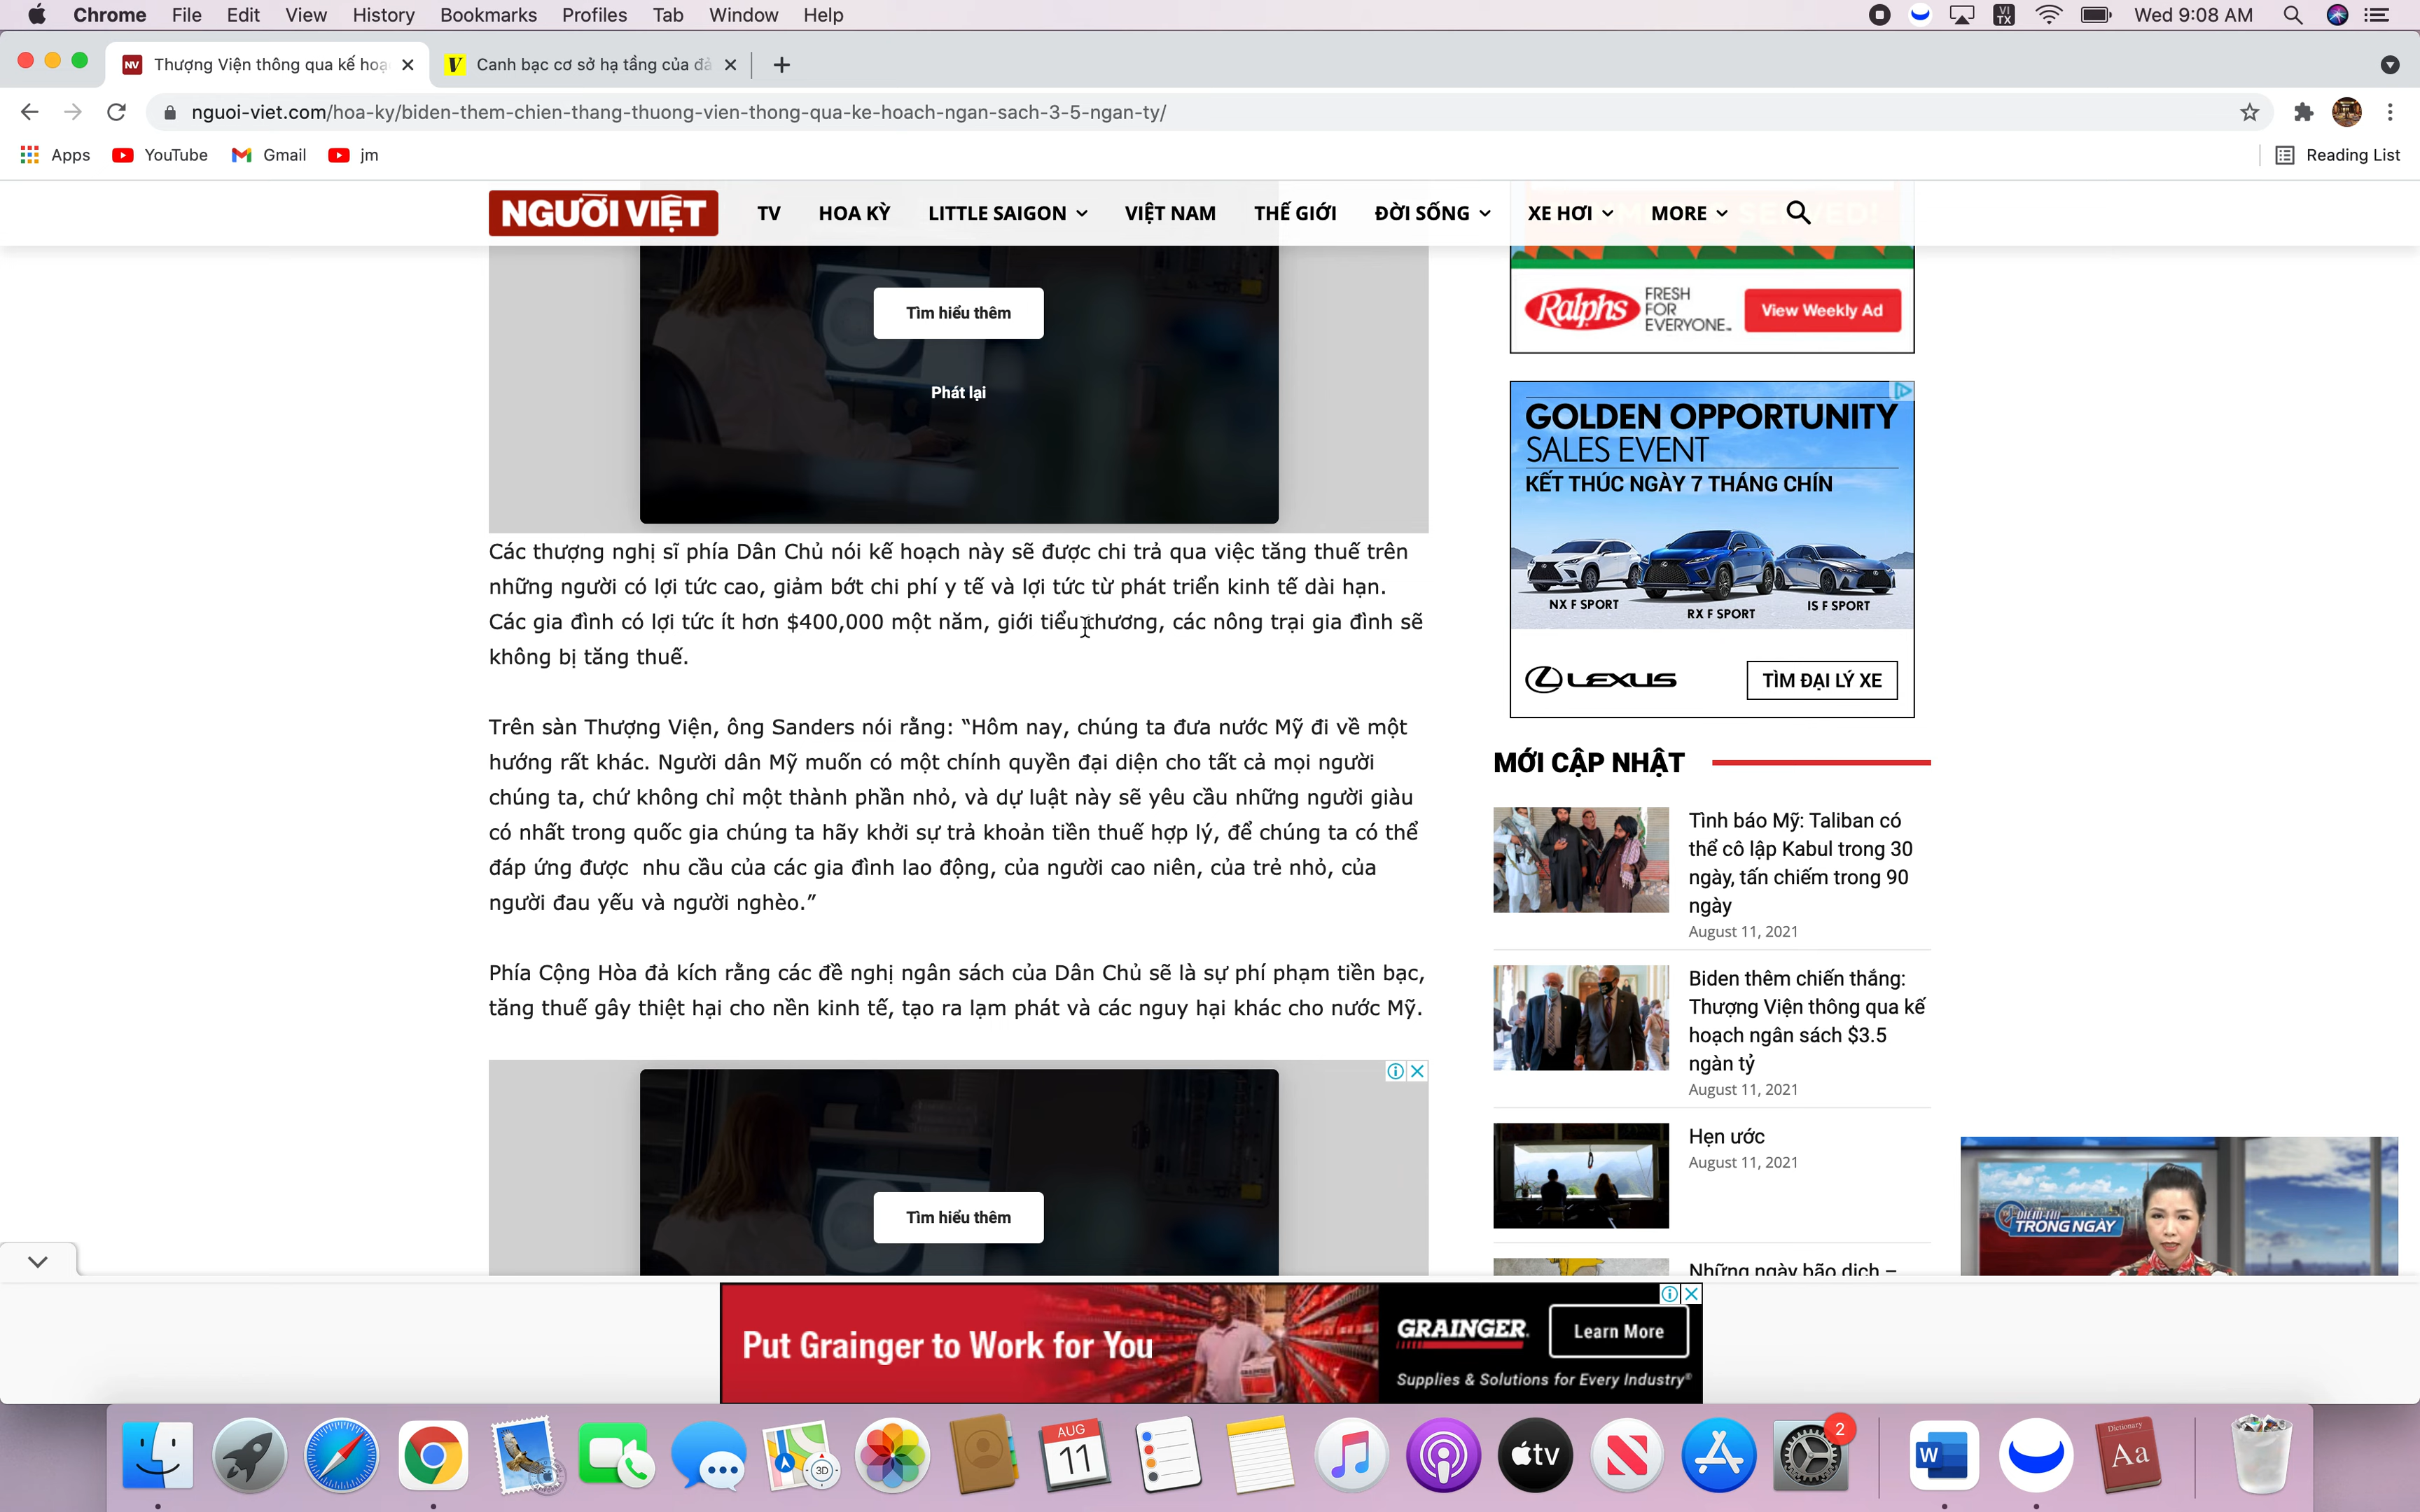 Chrome File Edit View History Bookmarks Profiles Tab Window Help
VI TX
Wed 9:08 AM
NV Thượng Viện thông qua kế hoạ
V Canh bạc cơ sở hạ tầng của đả
nguoi-viet.com/hoa-ky/biden-them-chien-thang-thuong-vien-thong-qua-ke-hoach-ngan-sach-3-5-ngan-ty/
Apps YouTube Gmail jm
Reading List
NGƯỜI VIỆT TV HOA KỲ LITTLE SAIGON VIỆT NAM THẾ GIỚI ĐỜI SỐNG XE HƠI MORE
Tìm hiểu thêm
Phát lại
Các thượng nghị sĩ phía Dân Chủ nói kế hoạch này sẽ được chi trả qua việc tăng thuế trên
những người có lợi tức cao, giảm bớt chi phí y tế và lợi tức từ phát triển kinh tế dài hạn.
Các gia đình có lợi tức ít hơn $400,000 một năm, giới tiểu thương, các nông trại gia đình sẽ
không bị tăng thuế.
Trên sàn Thượng Viện, ông Sanders nói rằng: “Hôm nay, chúng ta đưa nước Mỹ đi về một
hướng rất khác. Người dân Mỹ muốn có một chính quyền đại diện cho tất cả mọi người
chúng ta, chứ không chỉ một thành phần nhỏ, và dự luật này sẽ yêu cầu những người giàu
có nhất trong quốc gia chúng ta hãy khởi sự trả khoản tiền thuế hợp lý, để chúng ta có thể
đáp ứng được nhu cầu của các gia đình lao động, của người cao niên, của trẻ nhỏ, của
người đau yếu và người nghèo.”
Phía Cộng Hòa đả kích rằng các đề nghị ngân sách của Dân Chủ sẽ là sự phí phạm tiền bạc,
tăng thuế gây thiệt hại cho nền kinh tế, tạo ra lạm phát và các nguy hại khác cho nước Mỹ.
Tìm hiểu thêm
Ralphs
FRESH
FOR
EVERYONE.
View Weekly Ad
GOLDEN OPPORTUNITY
SALES EVENT
KẾT THÚC NGÀY 7 THÁNG CHÍN
NX F SPORT
RX F SPORT
IS F SPORT
LEXUS
TÌM ĐẠI LÝ XE
MỚI CẬP NHẬT
Tình báo Mỹ: Taliban có
thể cô lập Kabul trong 30
ngày, tấn chiếm trong 90
ngày
August 11, 2021
Biden thêm chiến thắng:
Thượng Viện thông qua kế
hoạch ngân sách $3.5
ngàn tỷ
August 11, 2021
Hẹn ước
August 11, 2021
Những ngày bão dịch –
ĐIỂM TIN
TRONG NGÀY
Put Grainger to Work for You
GRAINGER
Learn More
Supplies & Solutions for Every Industry®
AUG
11
3D
tv
2
W
Dictionary
Aa